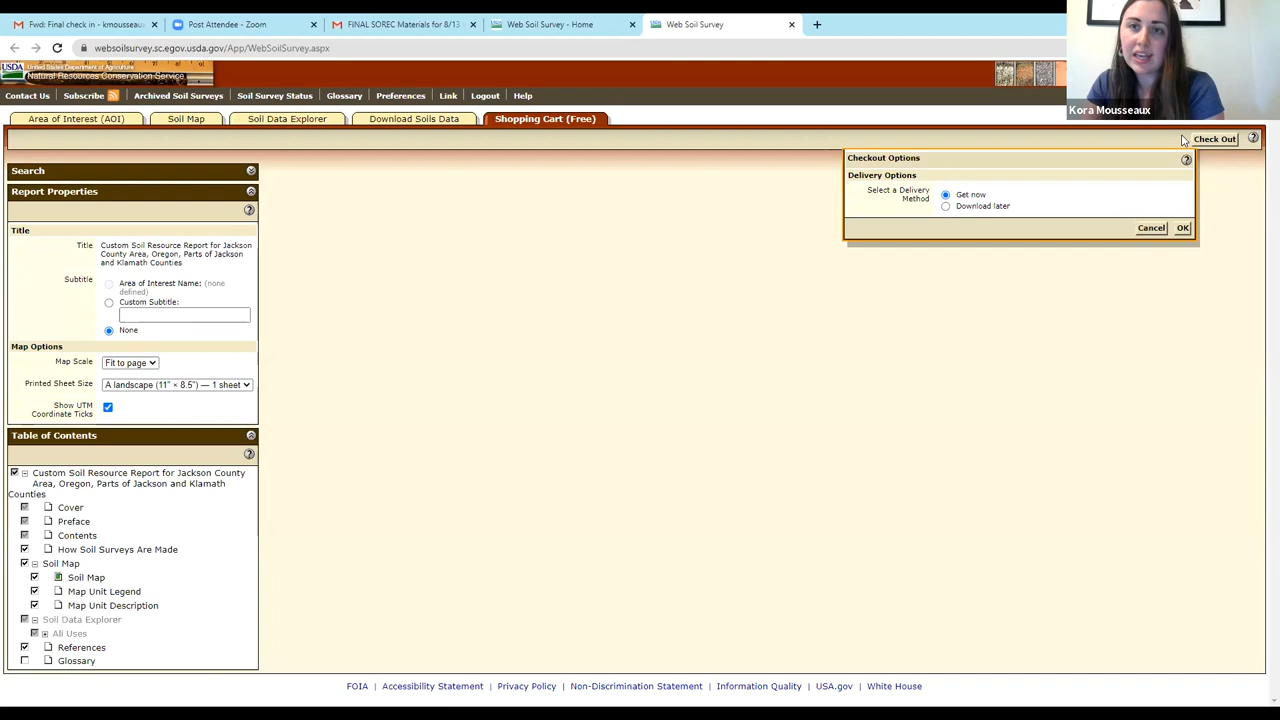 Fwd: Final check in - kmousseau
Post Attendee - Zoom
FINAL SOREC Materials for 8/13
Web Soil Survey - Home
Web Soil Survey
websoilsurvey.sc.egov.usda.gov/App/WebSoilSurvey.aspx
USDA United States Department of Agriculture
Natural Resources Conservation Service
Kora Mousseaux
Contact Us
Subscribe
Archived Soil Surveys
Soil Survey Status
Glossary
Preferences
Link
Logout
Help
Area of Interest (AOI)
Soil Map
Soil Data Explorer
Download Soils Data
Shopping Cart (Free)
Check Out
Checkout Options
Delivery Options
Select a Delivery Method
Get now
Download later
Cancel
OK
Search
Report Properties
Title
Title
Custom Soil Resource Report for Jackson
County Area, Oregon, Parts of Jackson
and Klamath Counties
Subtitle
Area of Interest Name: (none
defined)
Custom Subtitle:
None
Map Options
Map Scale
Fit to page
Printed Sheet Size
A landscape (11" × 8.5") — 1 sheet
Show UTM
Coordinate Ticks
Table of Contents
Custom Soil Resource Report for Jackson County
Area, Oregon, Parts of Jackson and Klamath
Counties
Cover
Preface
Contents
How Soil Surveys Are Made
Soil Map
Soil Map
Map Unit Legend
Map Unit Description
Soil Data Explorer
All Uses
References
Glossary
FOIA | Accessibility Statement | Privacy Policy | Non-Discrimination Statement | Information Quality | USA.gov | White House